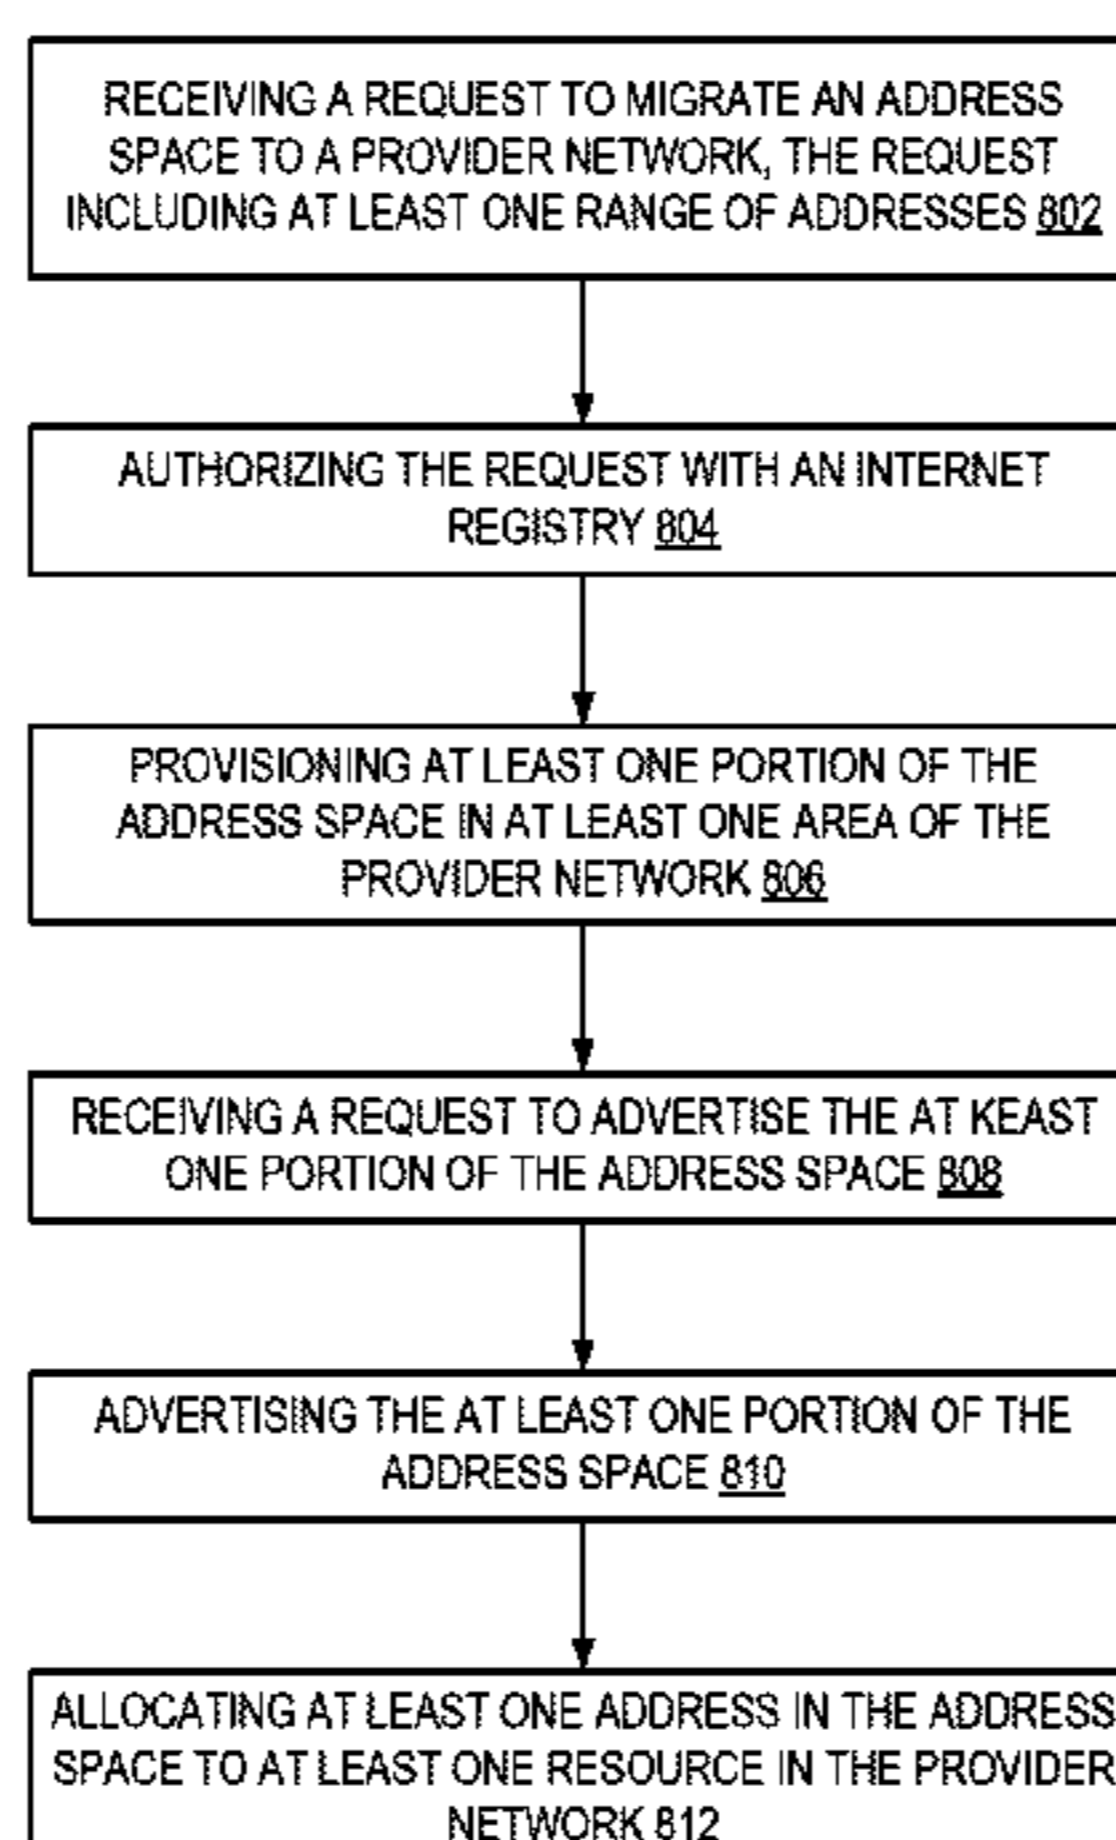 RECEIVING A REQUEST TO MIGRATE AN ADDRESS
SPACE TO A PROVIDER NETWORK, THE REQUEST
INCLUDING AT LEAST ONE RANGE OF ADDRESSES 802
AUTHORIZING THE REQUEST WITH AN INTERNET
REGISTRY 804
PROVISIONING AT LEAST ONE PORTION OF THE
ADDRESS SPACE IN AT LEAST ONE AREA OF THE
PROVIDER NETWORK 806
RECEIVING A REQUEST TO ADVERTISE THE AT KEAST
ONE PORTION OF THE ADDRESS SPACE 808
ADVERTISING THE AT LEAST ONE PORTION OF THE
ADDRESS SPACE 810
ALLOCATING AT LEAST ONE ADDRESS IN THE ADDRESS
SPACE TO AT LEAST ONE RESOURCE IN THE PROVIDER
NETWORK 812